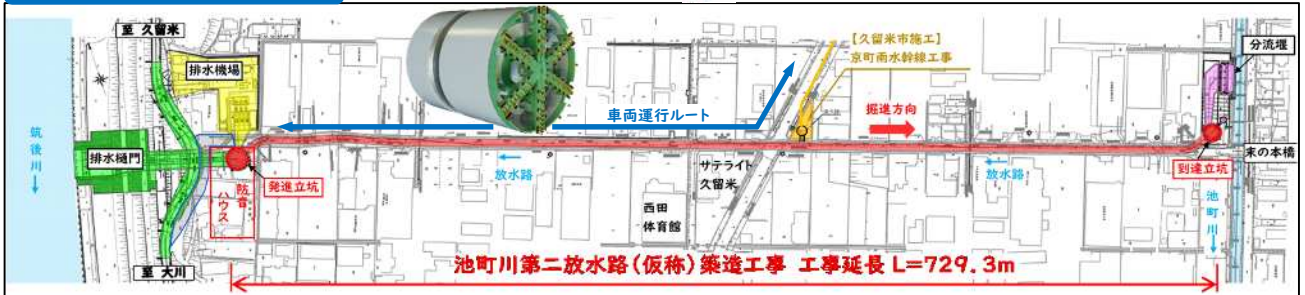 至 久留米
排水機場
筑後川
排水樋門
発進立坑
防音
ハウス
至 大川
車両運行ルート
【久留米市施工】
京町雨水幹線工事
掘進方向
分流堰
末の本橋
到達立坑
池町川
放水路
サテライト
久留米
放水路
西田
体育館
池町川第二放水路(仮称)築造工事 工事延長 L=729.3m